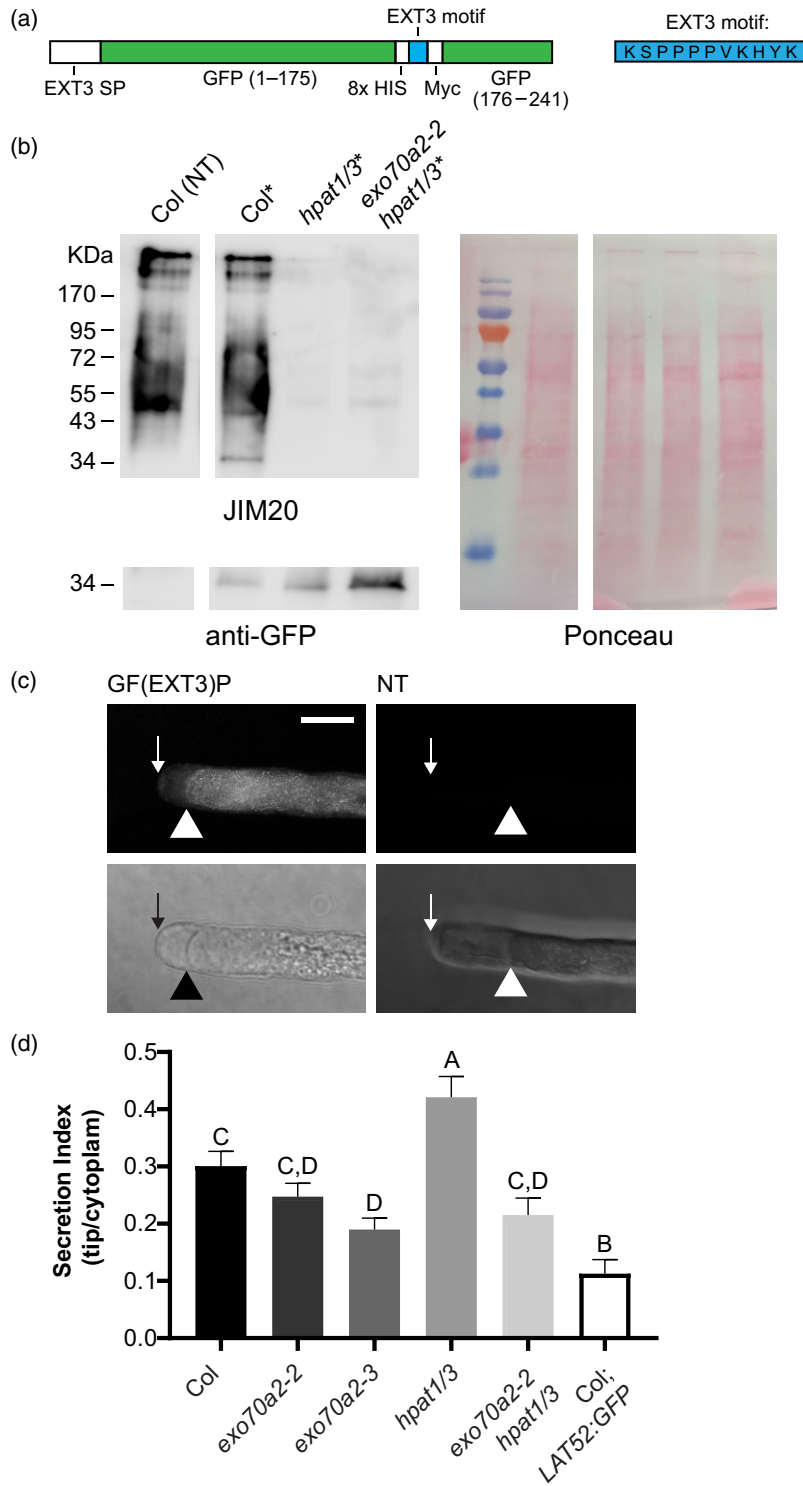 (a)
EXT3 motif
EXT3 motif:
KSPPPPVKHYK
EXT3 SP
GFP (1–175)
8x HIS
Myc
GFP
(176–241)
(b)
Col (NT)
Col*
hpat1/3*
exo70a2-2
hpat1/3*
KDa
170
95
72
55
43
34
JIM20
34
anti-GFP
Ponceau
(c)
GF(EXT3)P
NT
(d)
Secretion Index
(tip/cytoplam)
0.5
0.4
0.3
0.2
0.1
0.0
C
C,D
D
A
C,D
B
Col
exo70a2-2
exo70a2-3
hpat1/3
exo70a2-2
hpat1/3
Col;
LAT52:GFP